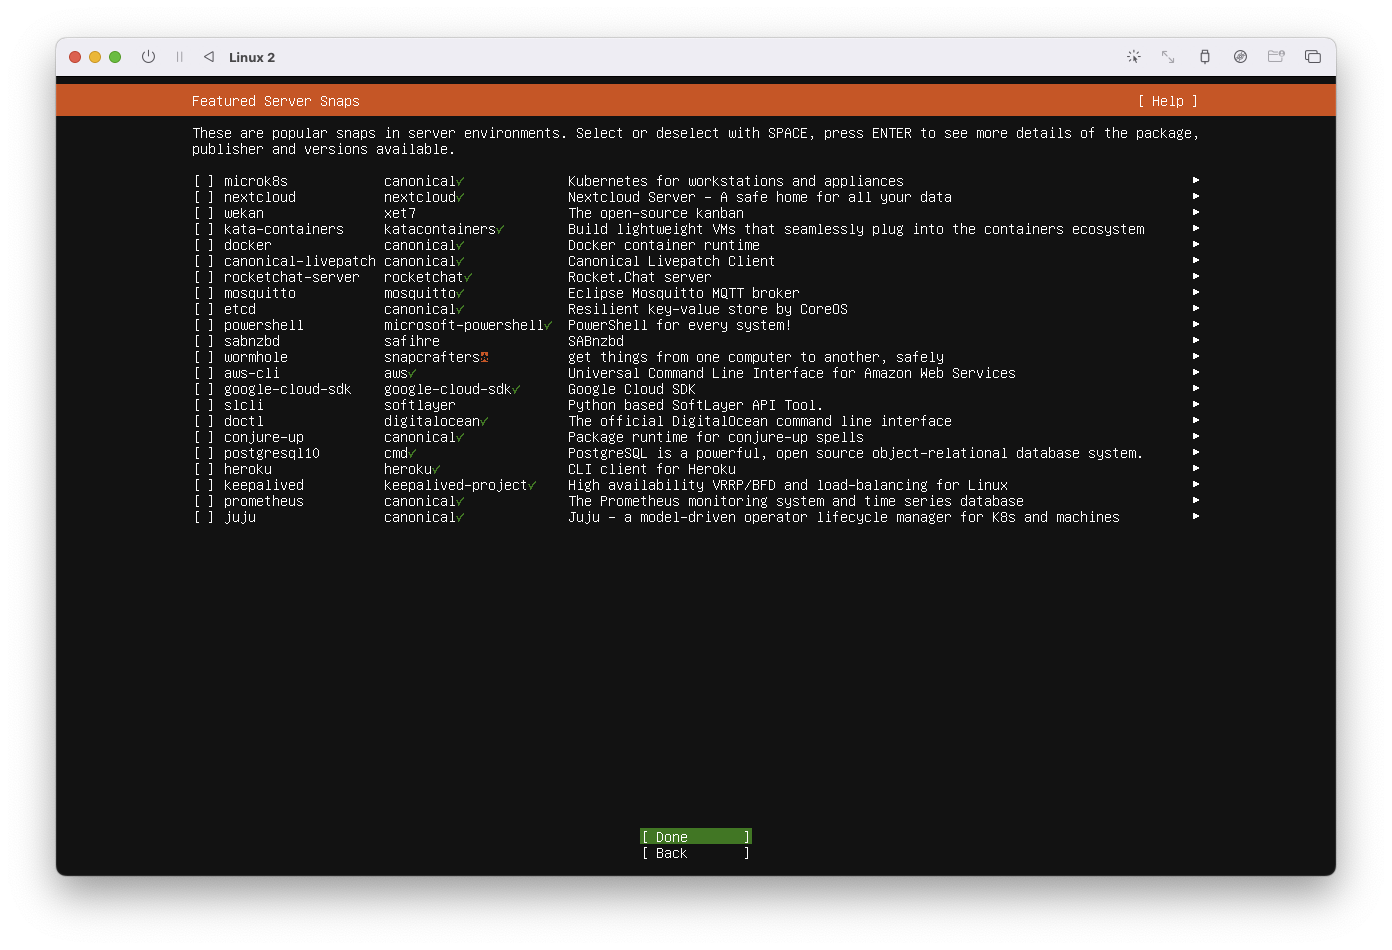 Linux 2
Featured Server Snaps [ Help ]
These are popular snaps in server environments. Select or deselect with SPACE, press ENTER to see more details of the package,
publisher and versions available.
[ ] microk8s canonical✓ Kubernetes for workstations and appliances ▸
[ ] nextcloud nextcloud✓ Nextcloud Server - A safe home for all your data ▸
[ ] wekan xet7 The open-source kanban ▸
[ ] kata-containers katacontainers✓ Build lightweight VMs that seamlessly plug into the containers ecosystem ▸
[ ] docker canonical✓ Docker container runtime ▸
[ ] canonical-livepatch canonical✓ Canonical Livepatch Client ▸
[ ] rocketchat-server rocketchat✓ Rocket.Chat server ▸
[ ] mosquitto mosquitto✓ Eclipse Mosquitto MQTT broker ▸
[ ] etcd canonical✓ Resilient key-value store by CoreOS ▸
[ ] powershell microsoft-powershell✓ PowerShell for every system! ▸
[ ] sabnzbd safihre SABnzbd ▸
[ ] wormhole snapcrafters get things from one computer to another, safely ▸
[ ] aws-cli aws✓ Universal Command Line Interface for Amazon Web Services ▸
[ ] google-cloud-sdk google-cloud-sdk✓ Google Cloud SDK ▸
[ ] slcli softlayer Python based SoftLayer API Tool. ▸
[ ] doctl digitalocean✓ The official DigitalOcean command line interface ▸
[ ] conjure-up canonical✓ Package runtime for conjure-up spells ▸
[ ] postgresql10 cmd✓ PostgreSQL is a powerful, open source object-relational database system. ▸
[ ] heroku heroku✓ CLI client for Heroku ▸
[ ] keepalived keepalived-project✓ High availability VRRP/BFD and load-balancing for Linux ▸
[ ] prometheus canonical✓ The Prometheus monitoring system and time series database ▸
[ ] juju canonical✓ Juju - a model-driven operator lifecycle manager for K8s and machines ▸
[ Done ]
[ Back ]